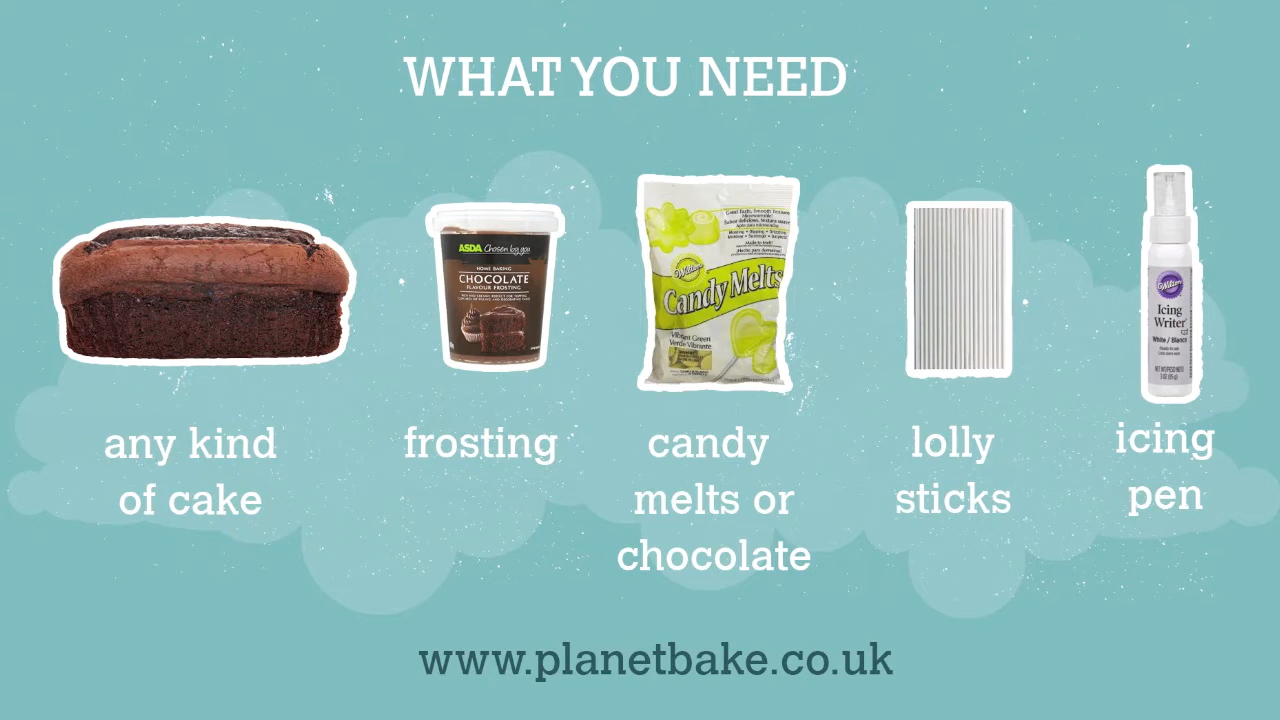 WHAT YOU NEED
ASDA Chosen by you
HOME BAKING
CHOCOLATE
FLAVOUR FROSTING
Wilton
Candy Melts
Vibrant Green
Verde Vibrante
Wilton
Icing
Writer
White / Blanco
any kind
of cake
frosting
candy
melts or
chocolate
lolly
sticks
icing
pen
www.planetbake.co.uk